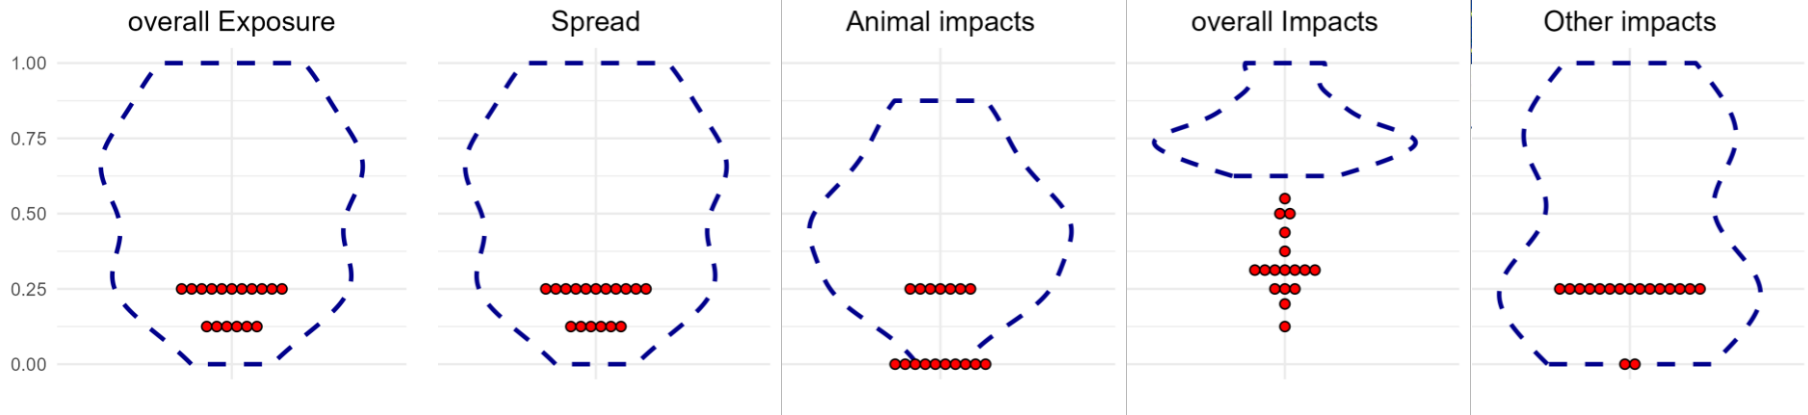 overall Exposure
Spread
Animal impacts
overall Impacts
Other impacts
1.00
0.75
0.50
0.25
0.00